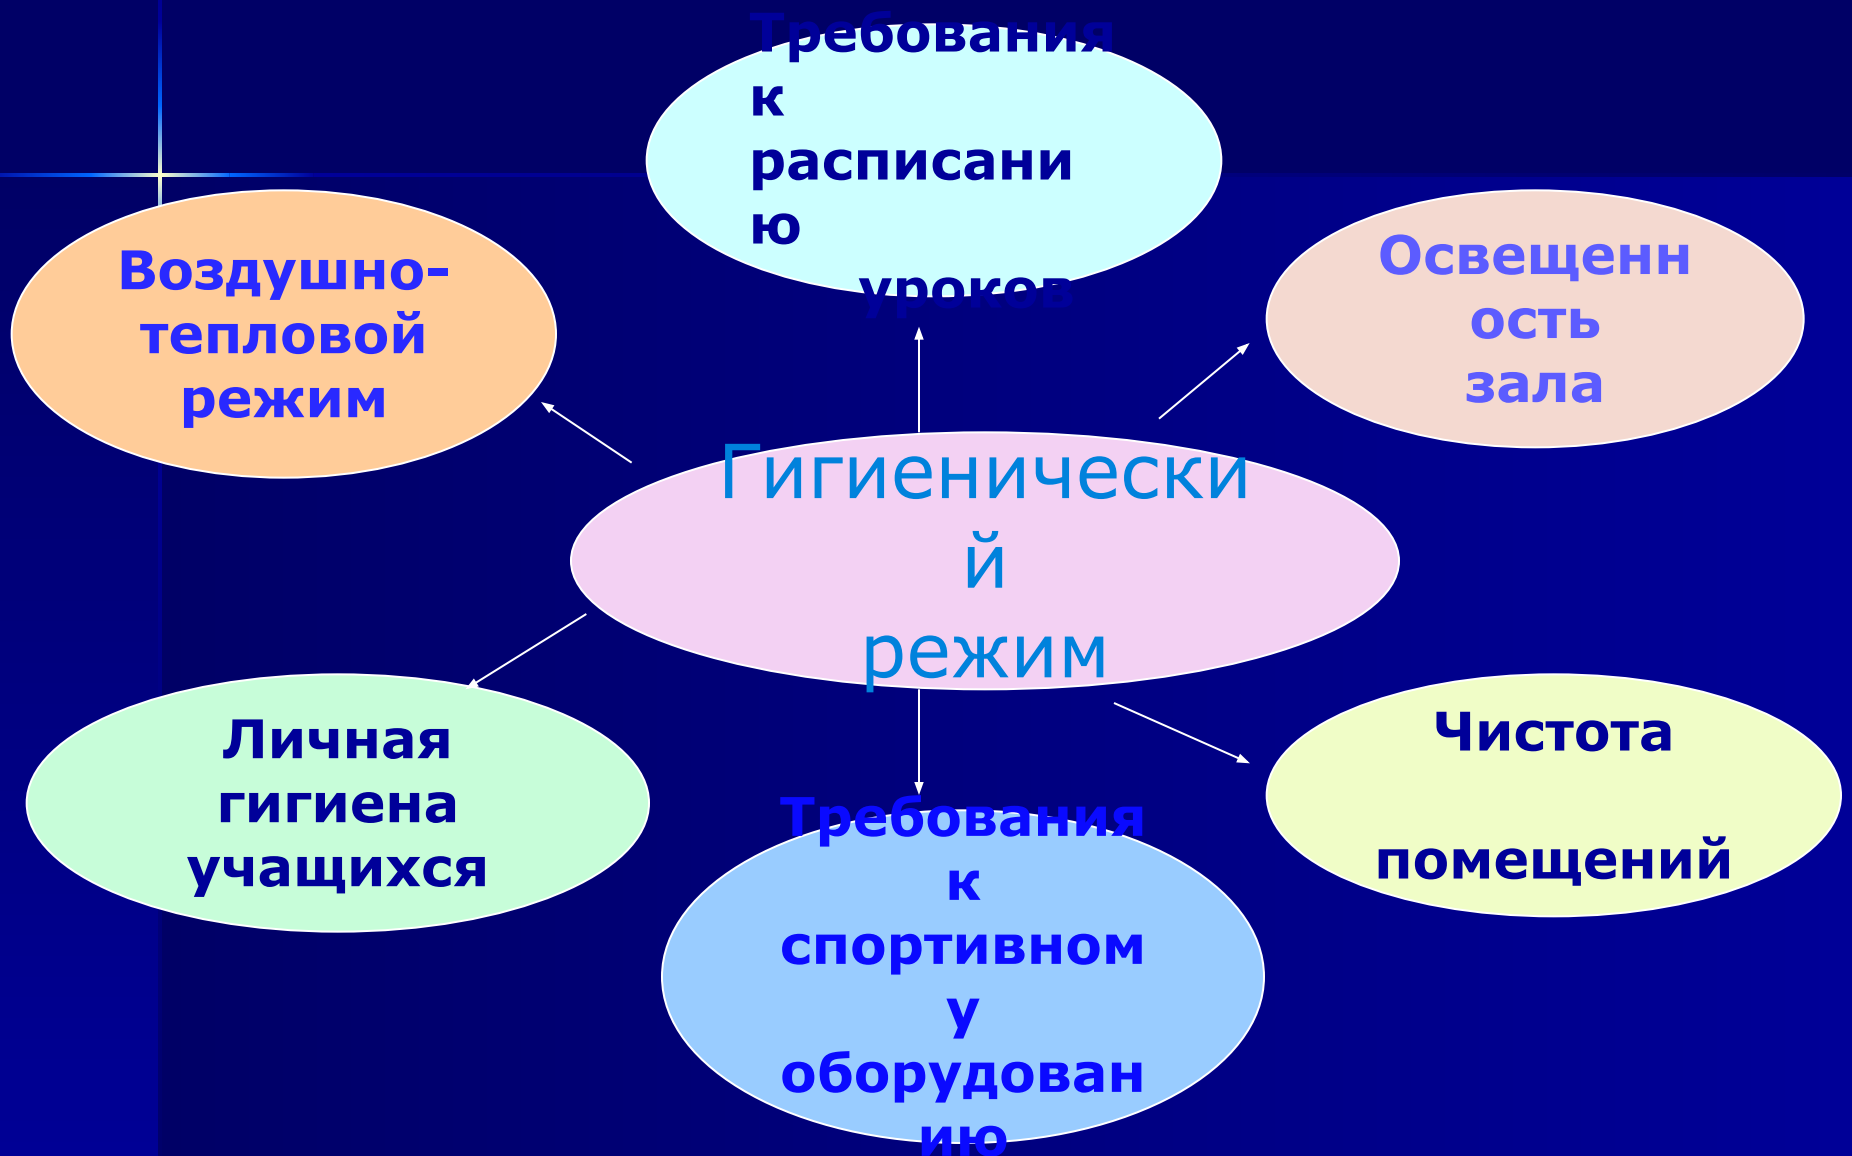 Требования
к
расписани
ю
уроков
Воздушно-
тепловой
режим
Освещенн
ость
зала
Гигиенически
й
режим
Личная
гигиена
учащихся
Чистота
помещений
Требования
к
спортивном
у
оборудован
ию